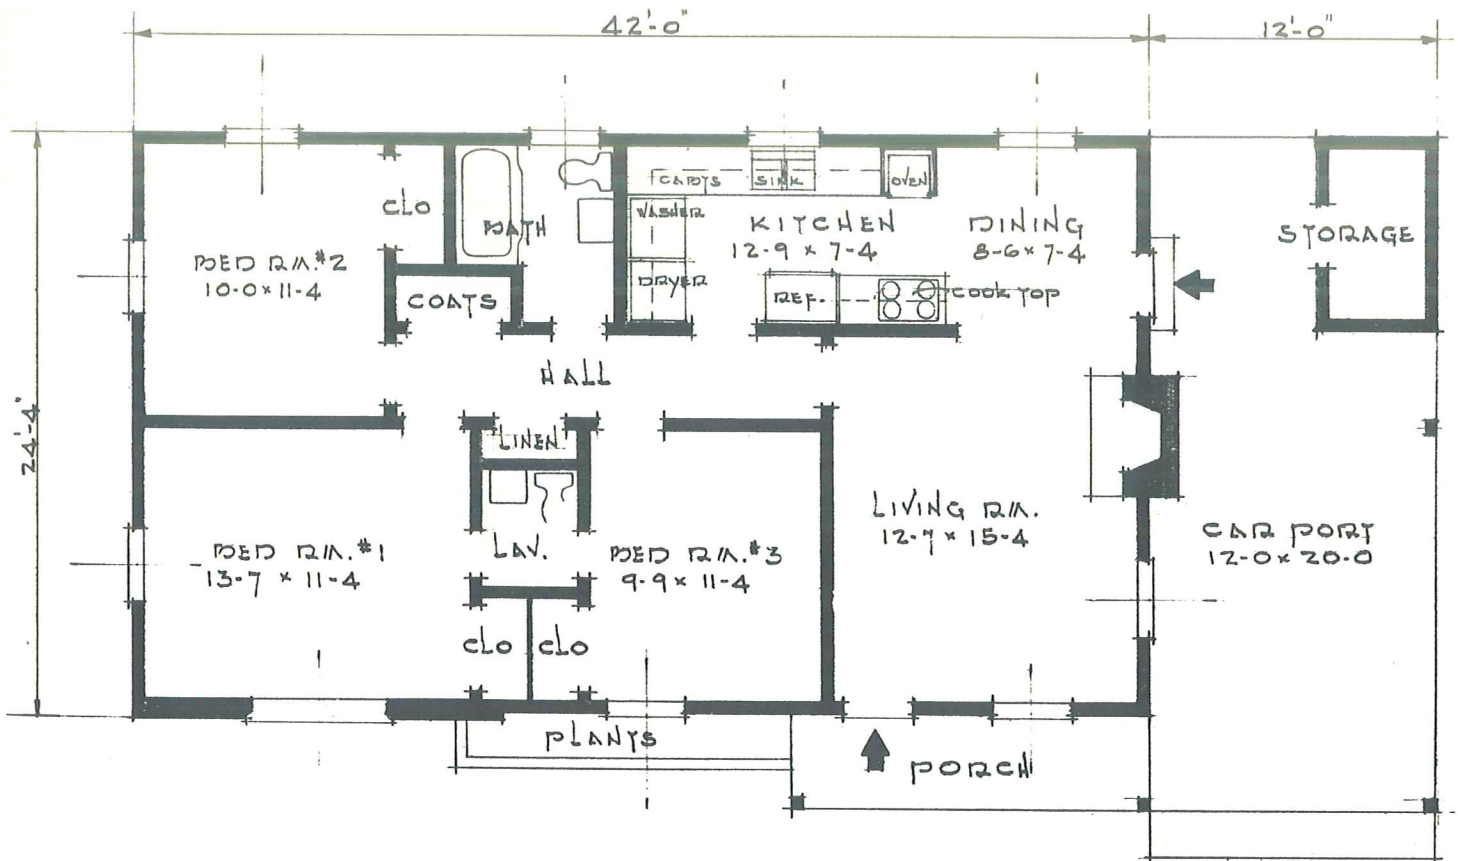 42'-0"
12'-0"
24'-4"
CLO
BATH
CABTS
SINK
OVEN
WASHER
DRYER
KITCHEN
12-9 x 7-4
DINING
8-6 x 7-4
STORAGE
BED RM. #2
10-0 x 11-4
COATS
REF.
COOK TOP
HALL
LINEN
LIVING RM.
12-7 x 15-4
CAR PORT
12-0 x 20-0
BED RM. #1
13-7 x 11-4
LAV.
BED RM. #3
9-9 x 11-4
CLO
CLO
PLANTS
PORCH